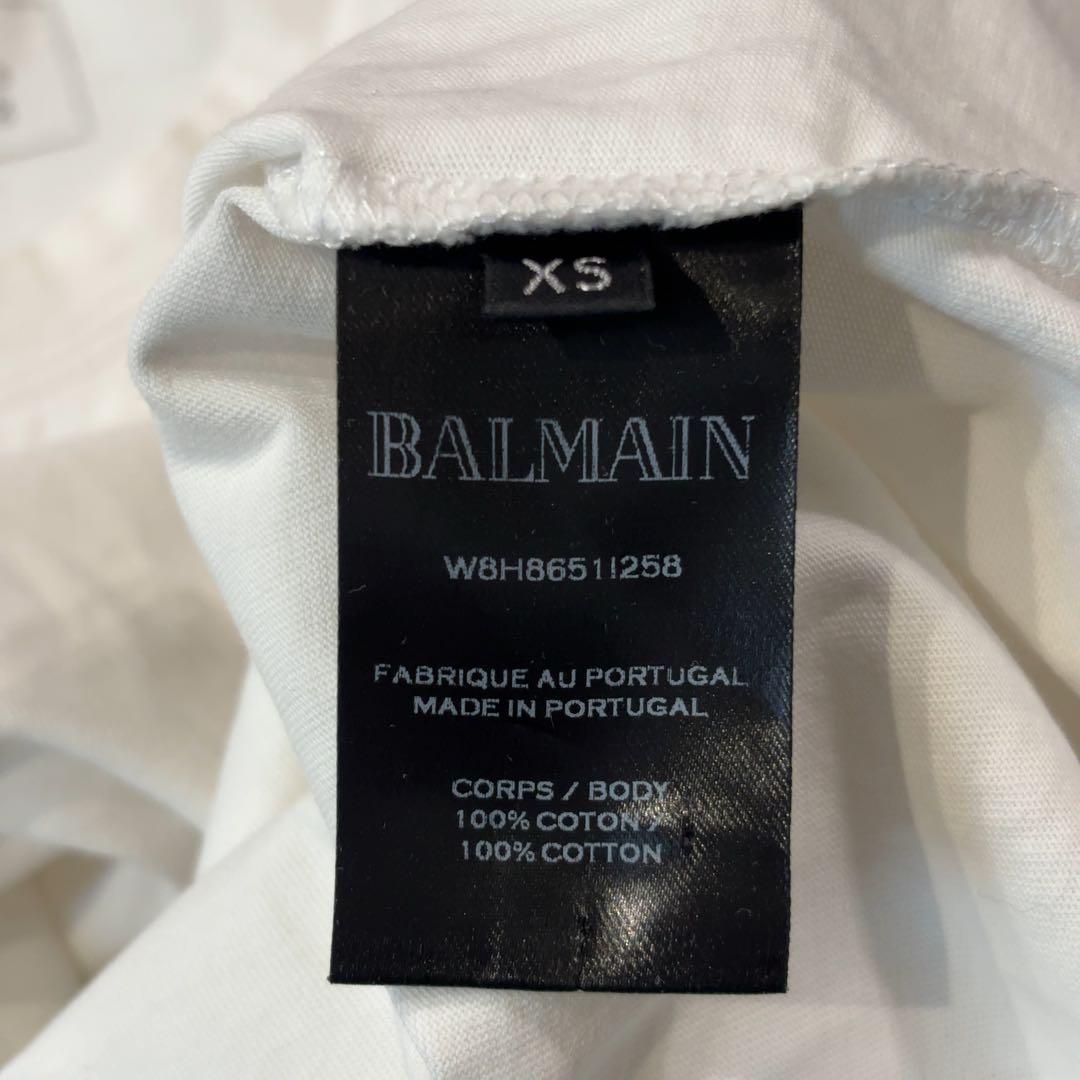 XS
BALMAIN
W8H8651I258
FABRIQUE AU PORTUGAL
MADE IN PORTUGAL
CORPS / BODY
100% COTON /
100% COTTON